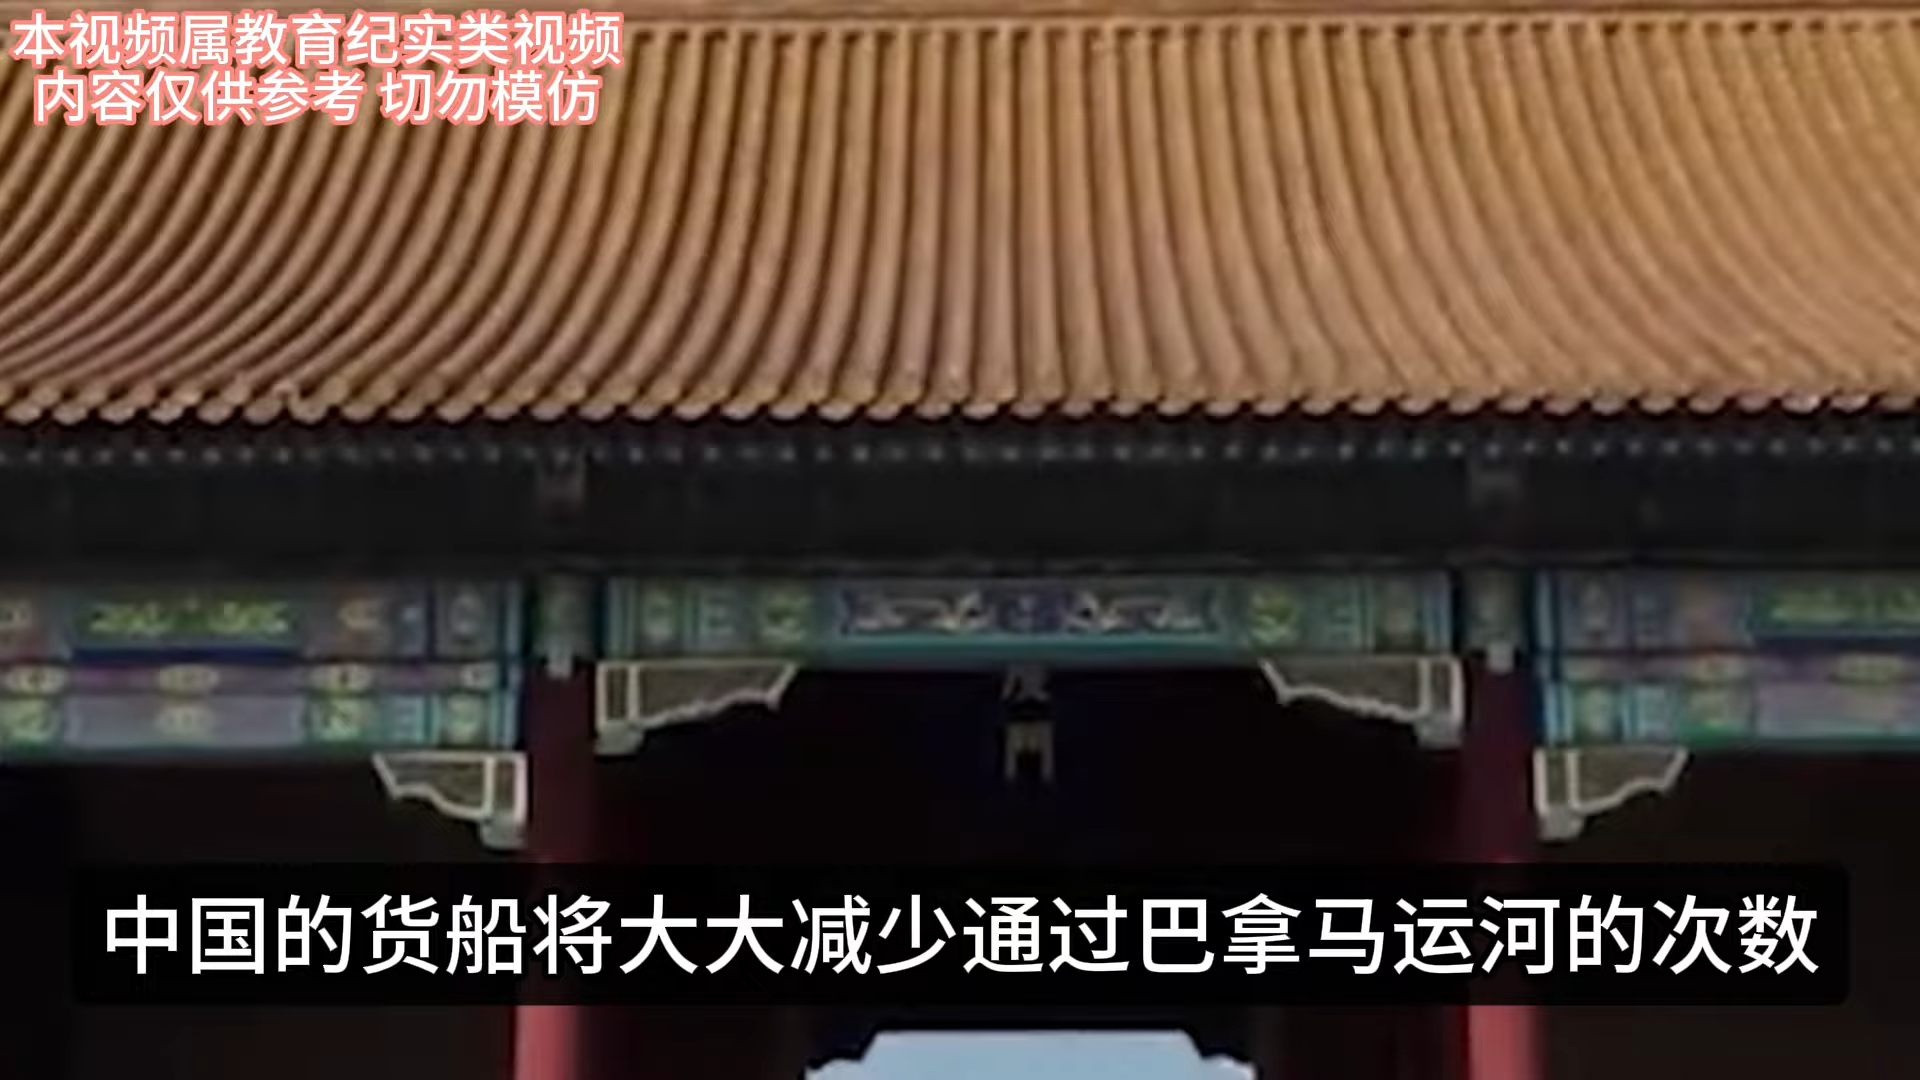 本视频属教育纪实类视频
内容仅供参考 切勿模仿
中国的货船将大大减少通过巴拿马运河的次数